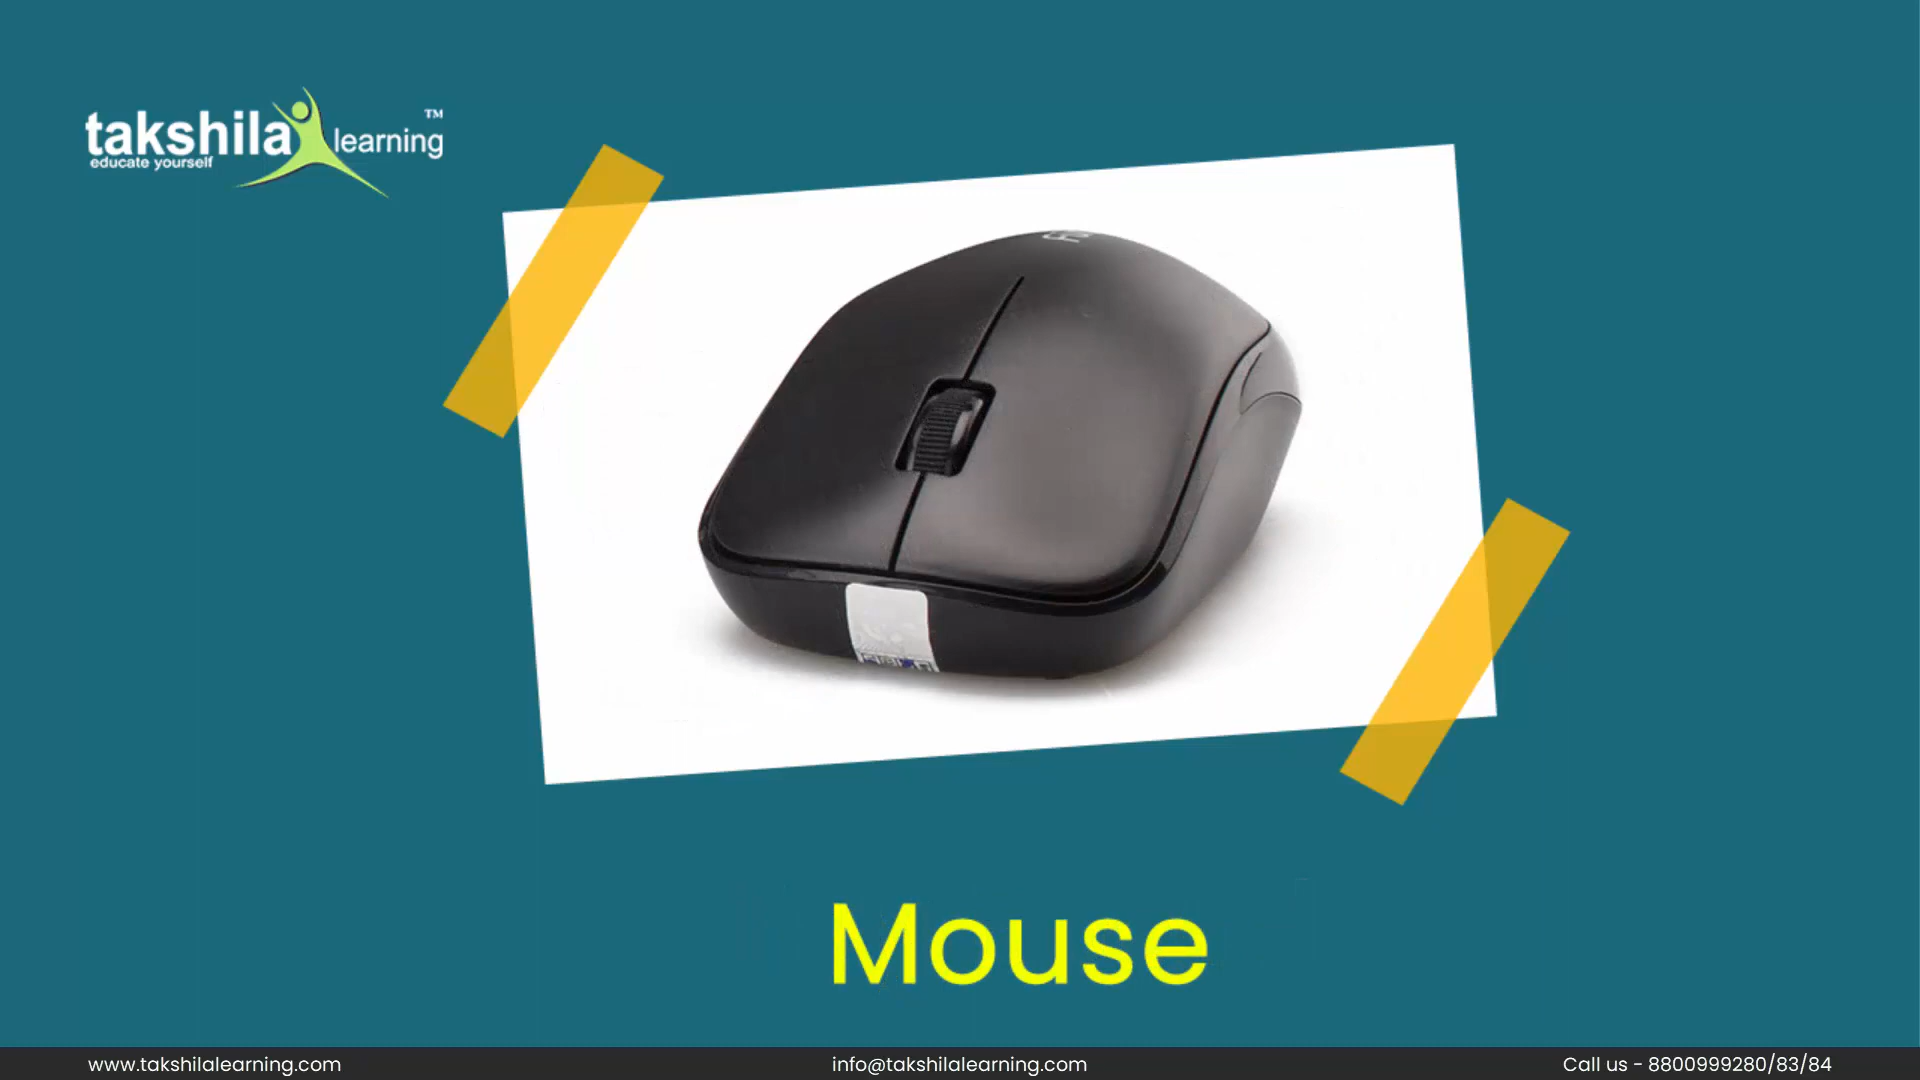 takshila learning ™
educate yourself
Mouse
www.takshilalearning.com
info@takshilalearning.com
Call us - 8800999280/83/84